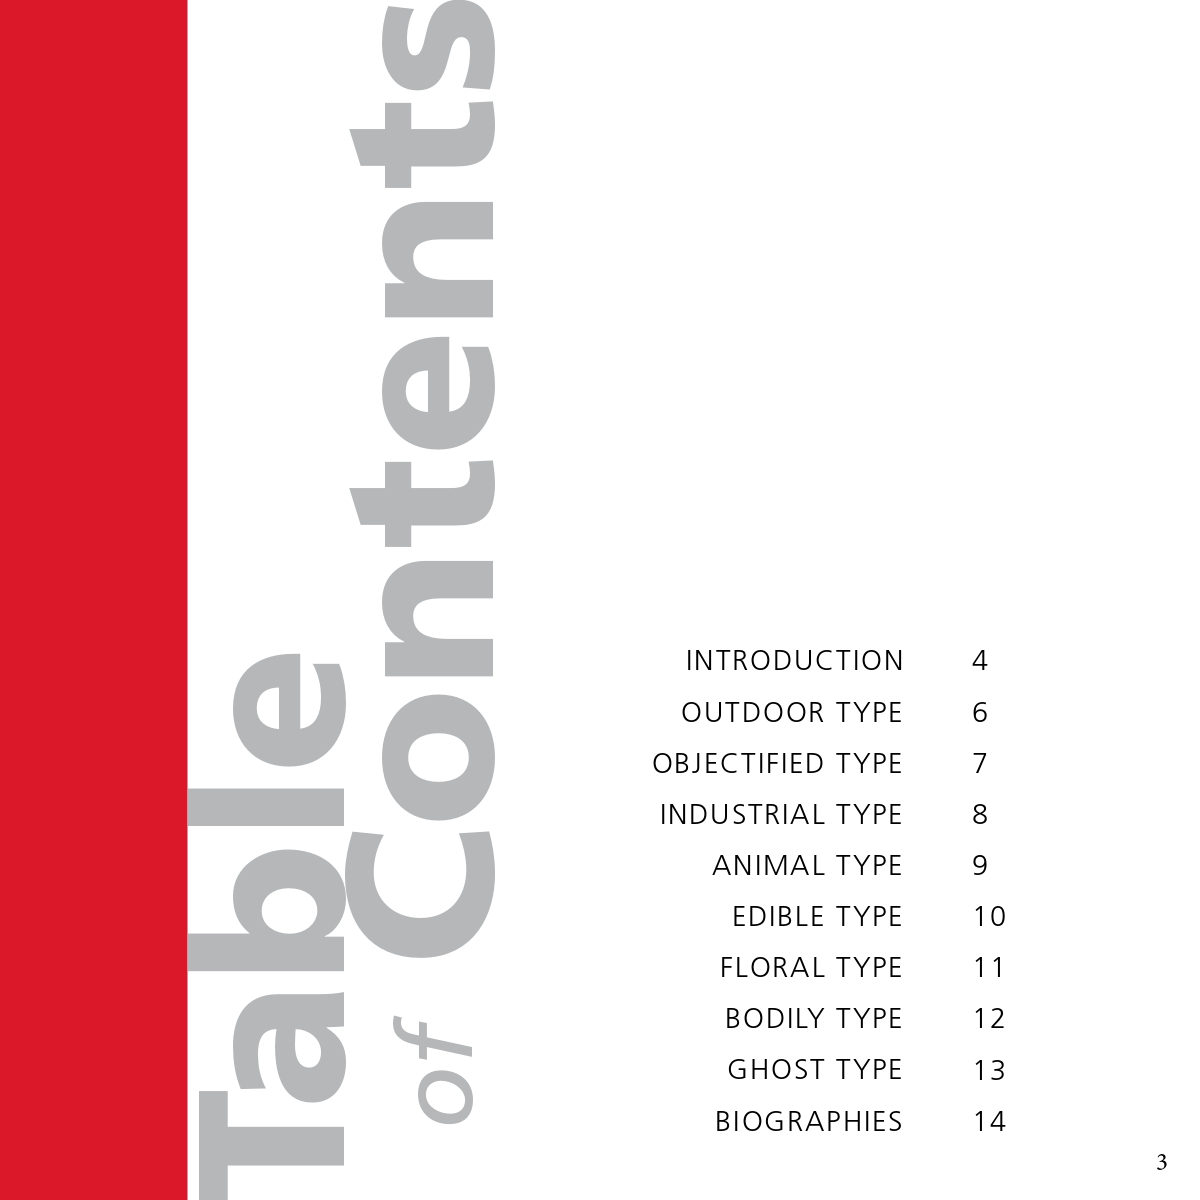 Table
of Contents
INTRODUCTION 4
OUTDOOR TYPE 6
OBJECTIFIED TYPE 7
INDUSTRIAL TYPE 8
ANIMAL TYPE 9
EDIBLE TYPE 10
FLORAL TYPE 11
BODILY TYPE 12
GHOST TYPE 13
BIOGRAPHIES 14
3